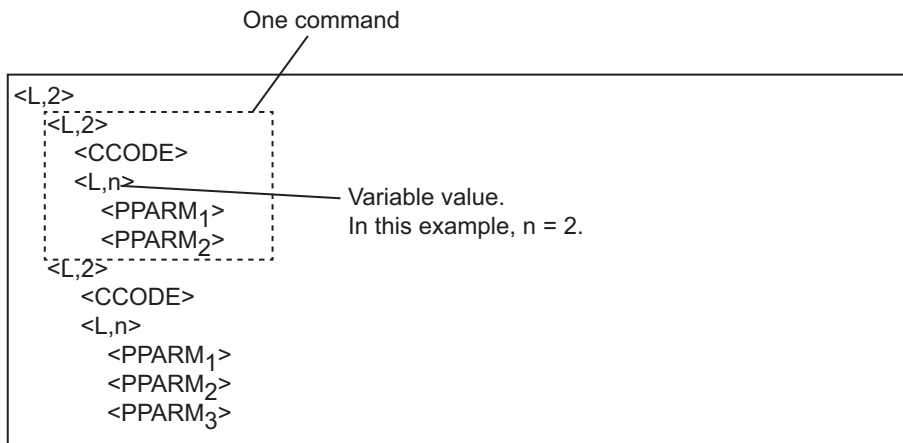 One command
<L,2>
<L,2>
<CCODE>
<L,n>
<PPARM1>
<PPARM2>
Variable value.
In this example, n = 2.
<L,2>
<CCODE>
<L,n>
<PPARM1>
<PPARM2>
<PPARM3>